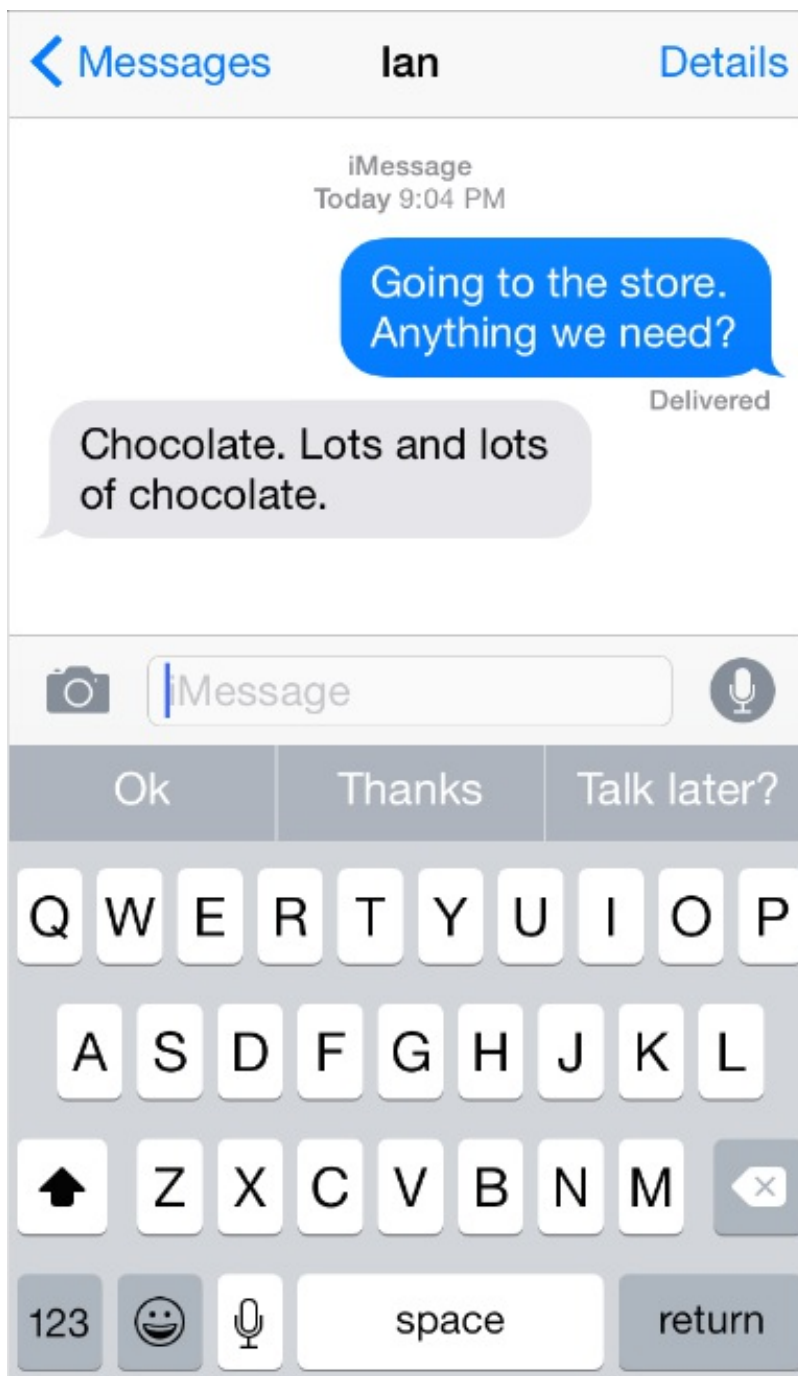 Messages Ian Details
iMessage
Today 9:04 PM
Going to the store.
Anything we need?
Delivered
Chocolate. Lots and lots
of chocolate.
iMessage
Ok Thanks Talk later?
Q W E R T Y U I O P
A S D F G H J K L
Z X C V B N M
123 space return